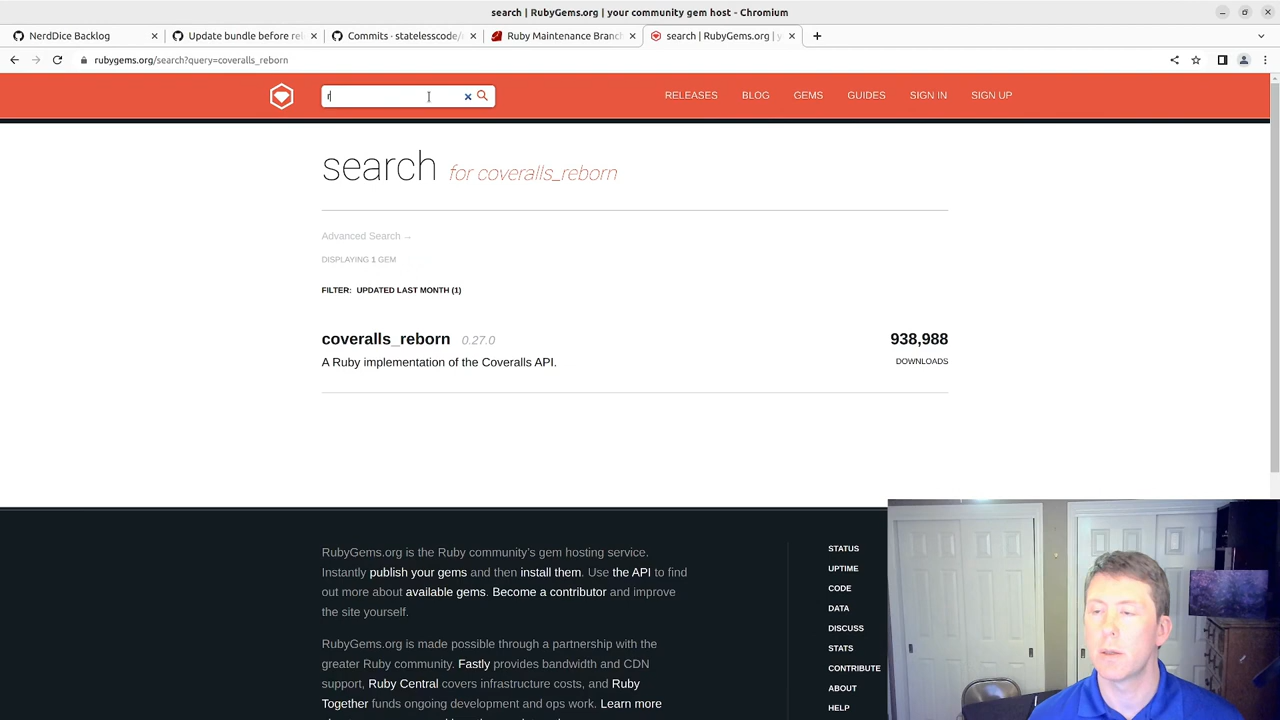 search | RubyGems.org | your community gem host - Chromium
NerdDice Backlog
Update bundle before rel
Commits · statelesscode/
Ruby Maintenance Branch
search | RubyGems.org | y
rubygems.org/search?query=coveralls_reborn
r
RELEASES
BLOG
GEMS
GUIDES
SIGN IN
SIGN UP
search for coveralls_reborn
Advanced Search →
DISPLAYING 1 GEM
FILTER: UPDATED LAST MONTH (1)
coveralls_reborn 0.27.0
938,988
A Ruby implementation of the Coveralls API.
DOWNLOADS
RubyGems.org is the Ruby community's gem hosting service.
Instantly publish your gems and then install them. Use the API to find
out more about available gems. Become a contributor and improve
the site yourself.
RubyGems.org is made possible through a partnership with the
greater Ruby community. Fastly provides bandwidth and CDN
support, Ruby Central covers infrastructure costs, and Ruby
Together funds ongoing development and ops work. Learn more
STATUS
UPTIME
CODE
DATA
DISCUSS
STATS
CONTRIBUTE
ABOUT
HELP